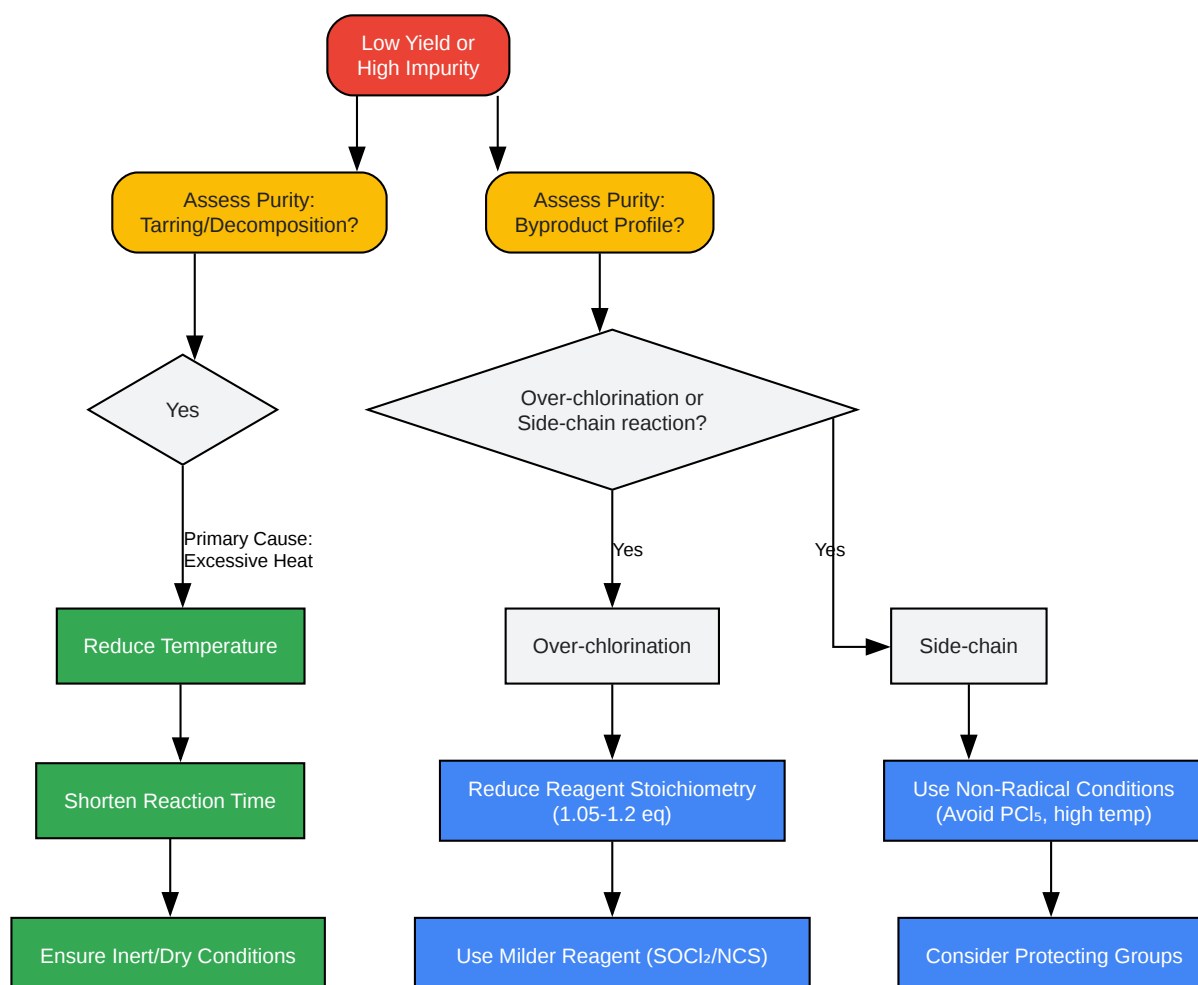 Low Yield or
High Impurity
Assess Purity:
Tarring/Decomposition?
Assess Purity:
Byproduct Profile?
Yes
Over-chlorination or
Side-chain reaction?
Primary Cause:
Excessive Heat
Yes
Yes
Reduce Temperature
Over-chlorination
Side-chain
Shorten Reaction Time
Reduce Reagent Stoichiometry
(1.05-1.2 eq)
Use Non-Radical Conditions
(Avoid PCl₅, high temp)
Ensure Inert/Dry Conditions
Use Milder Reagent (SOCl₂/NCS)
Consider Protecting Groups